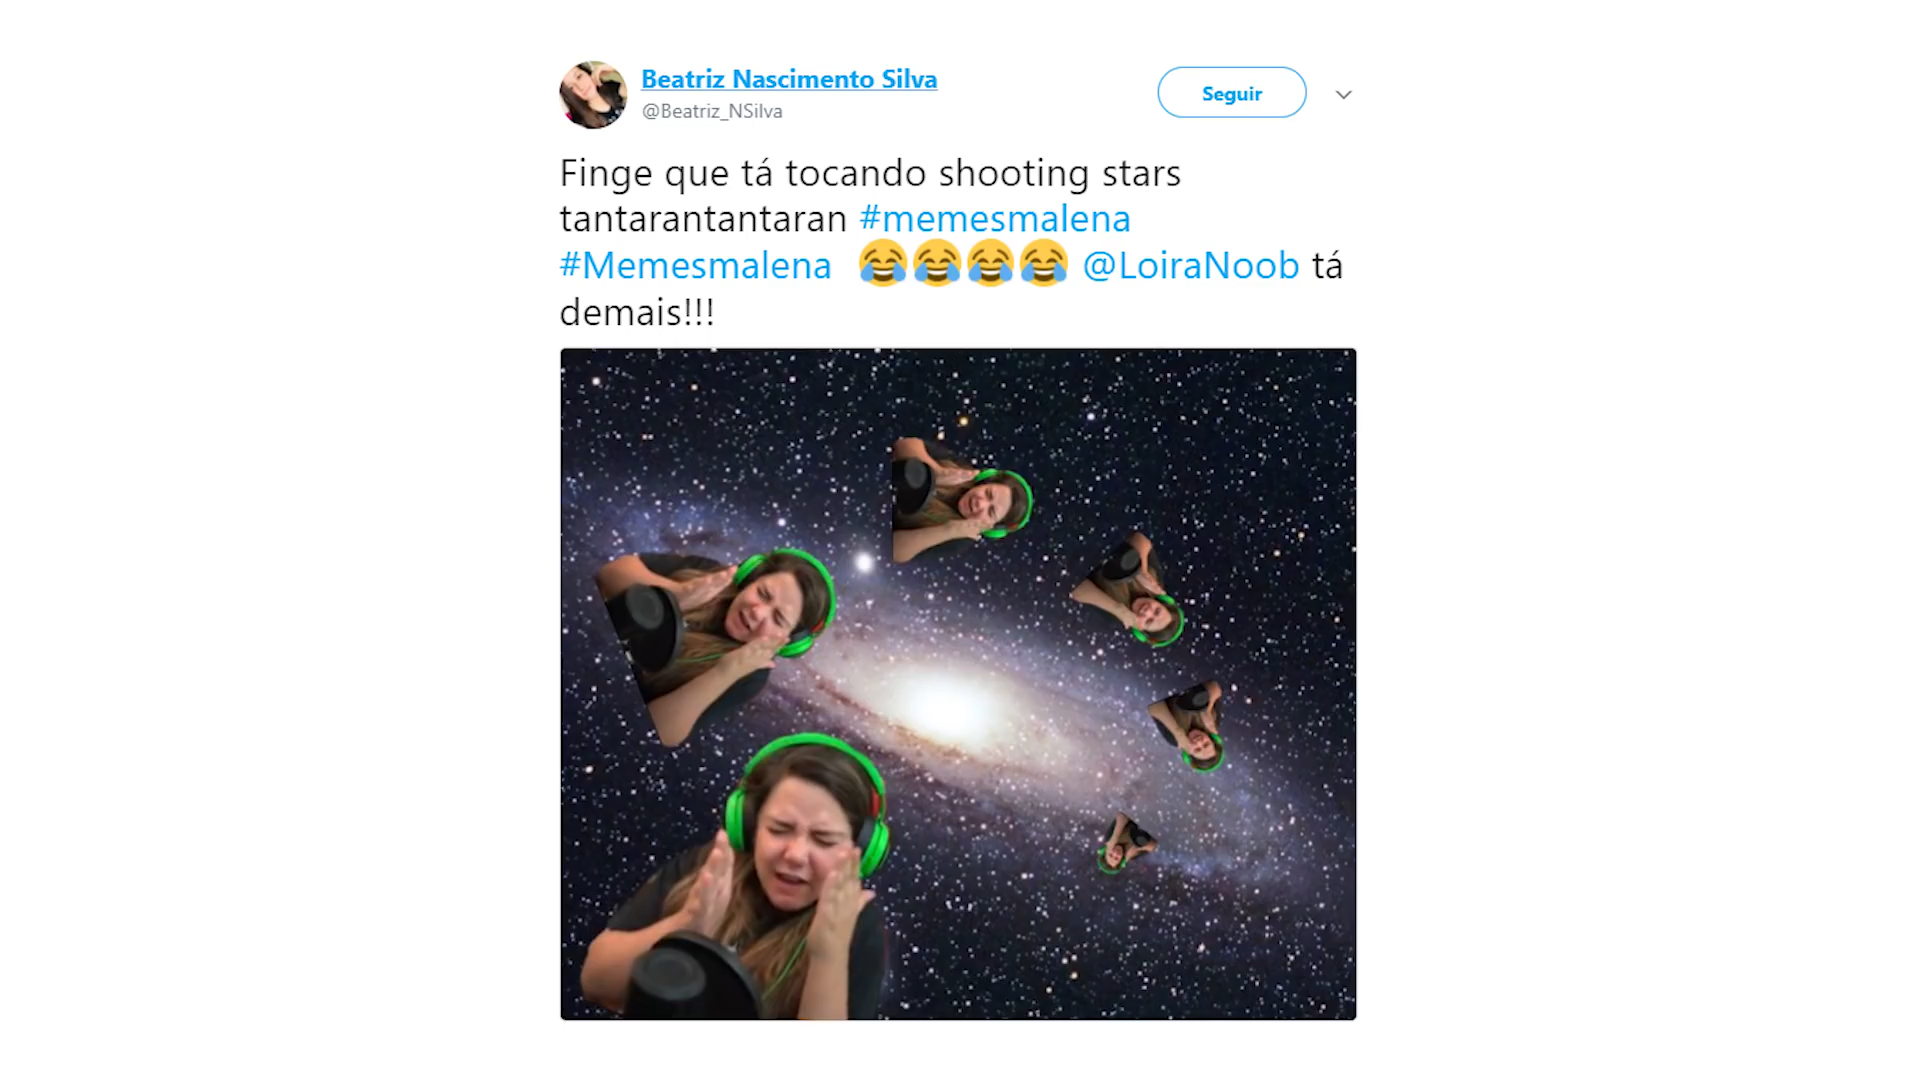 Beatriz Nascimento Silva
@Beatriz_NSilva
Seguir
Finge que tá tocando shooting stars
tantarantantaran #memesmalena
#Memesmalena 😂😂😂😂 @LoiraNoob tá
demais!!!